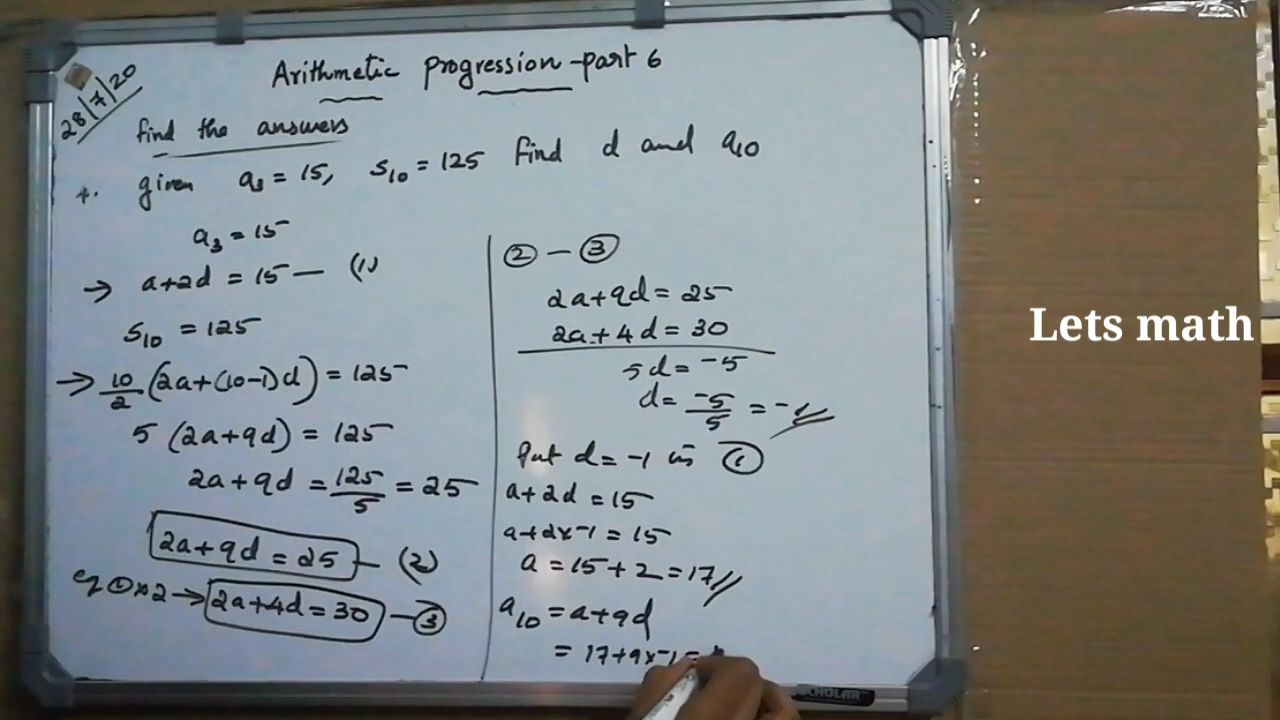 28/7/20
Arithmetic Progression - part 6
Find the answers
given a₃ = 15, S₁₀ = 125 Find d and a₁₀
a₃ = 15
→ a+2d = 15 — (1)
S₁₀ = 125
→ 10/2 (2a+(10-1)d) = 125
5 (2a+9d) = 125
2a+9d = 125/5 = 25
2a+9d = 25 — (2)
eq ① x2 → 2a+4d = 30 — ③
② — ③
2a+9d = 25
2a+4d = 30
5d = -5
d = -5/5 = -1//
Put d = -1 in ①
a+2d = 15
a+2x-1 = 15
a = 15+2 = 17//
a₁₀ = a+9d
= 17+9x-1 =
SCHOLAR
Lets math